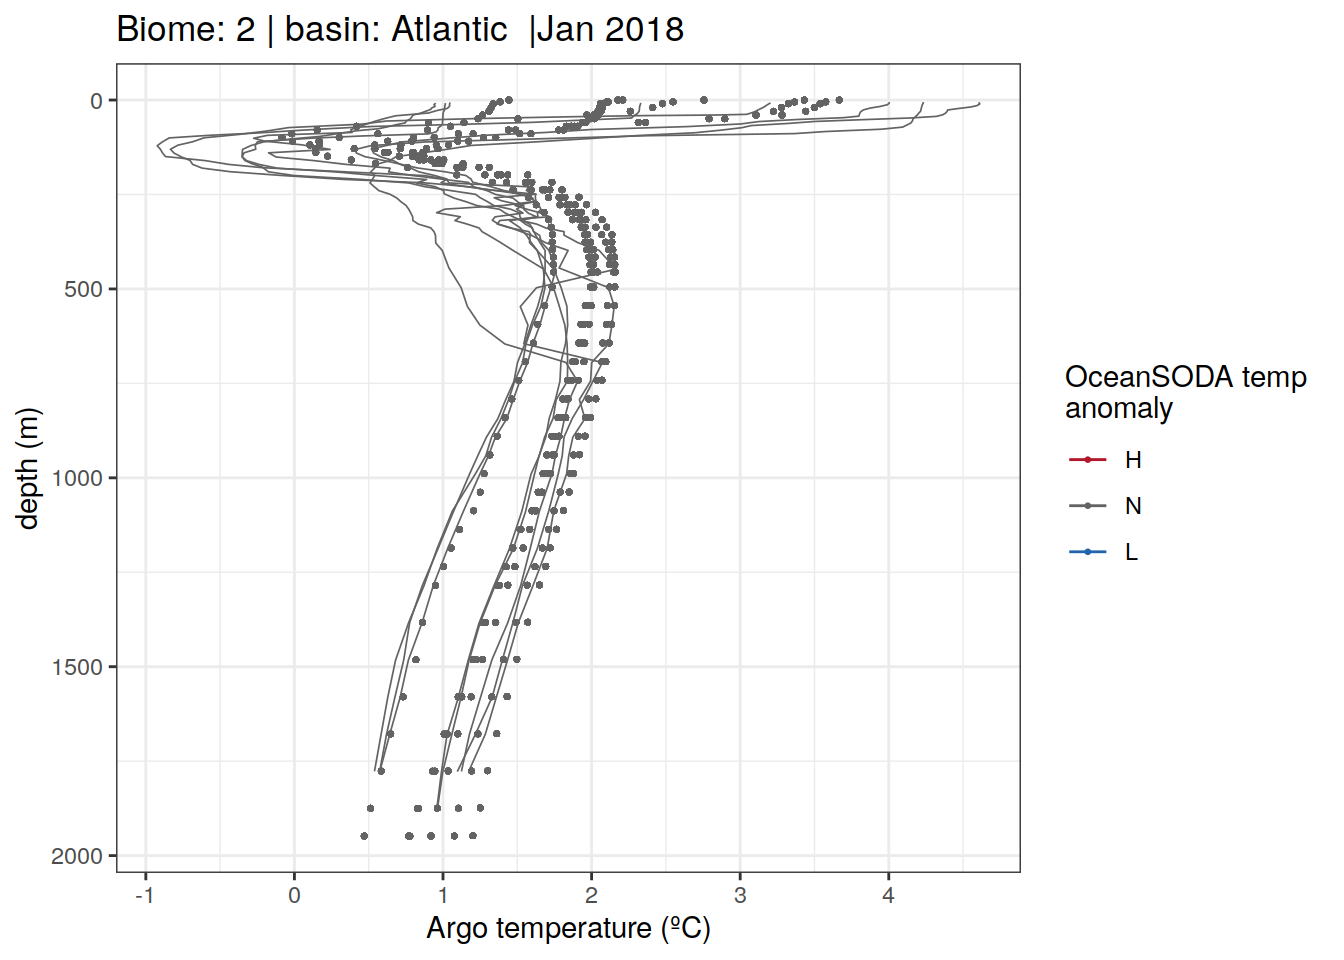 Biome: 2 | basin: Atlantic  |Jan 2018
0
500
1000
1500
2000
depth (m)
-1
0
1
2
3
4
Argo temperature (ºC)
OceanSODA temp
anomaly
H
N
L